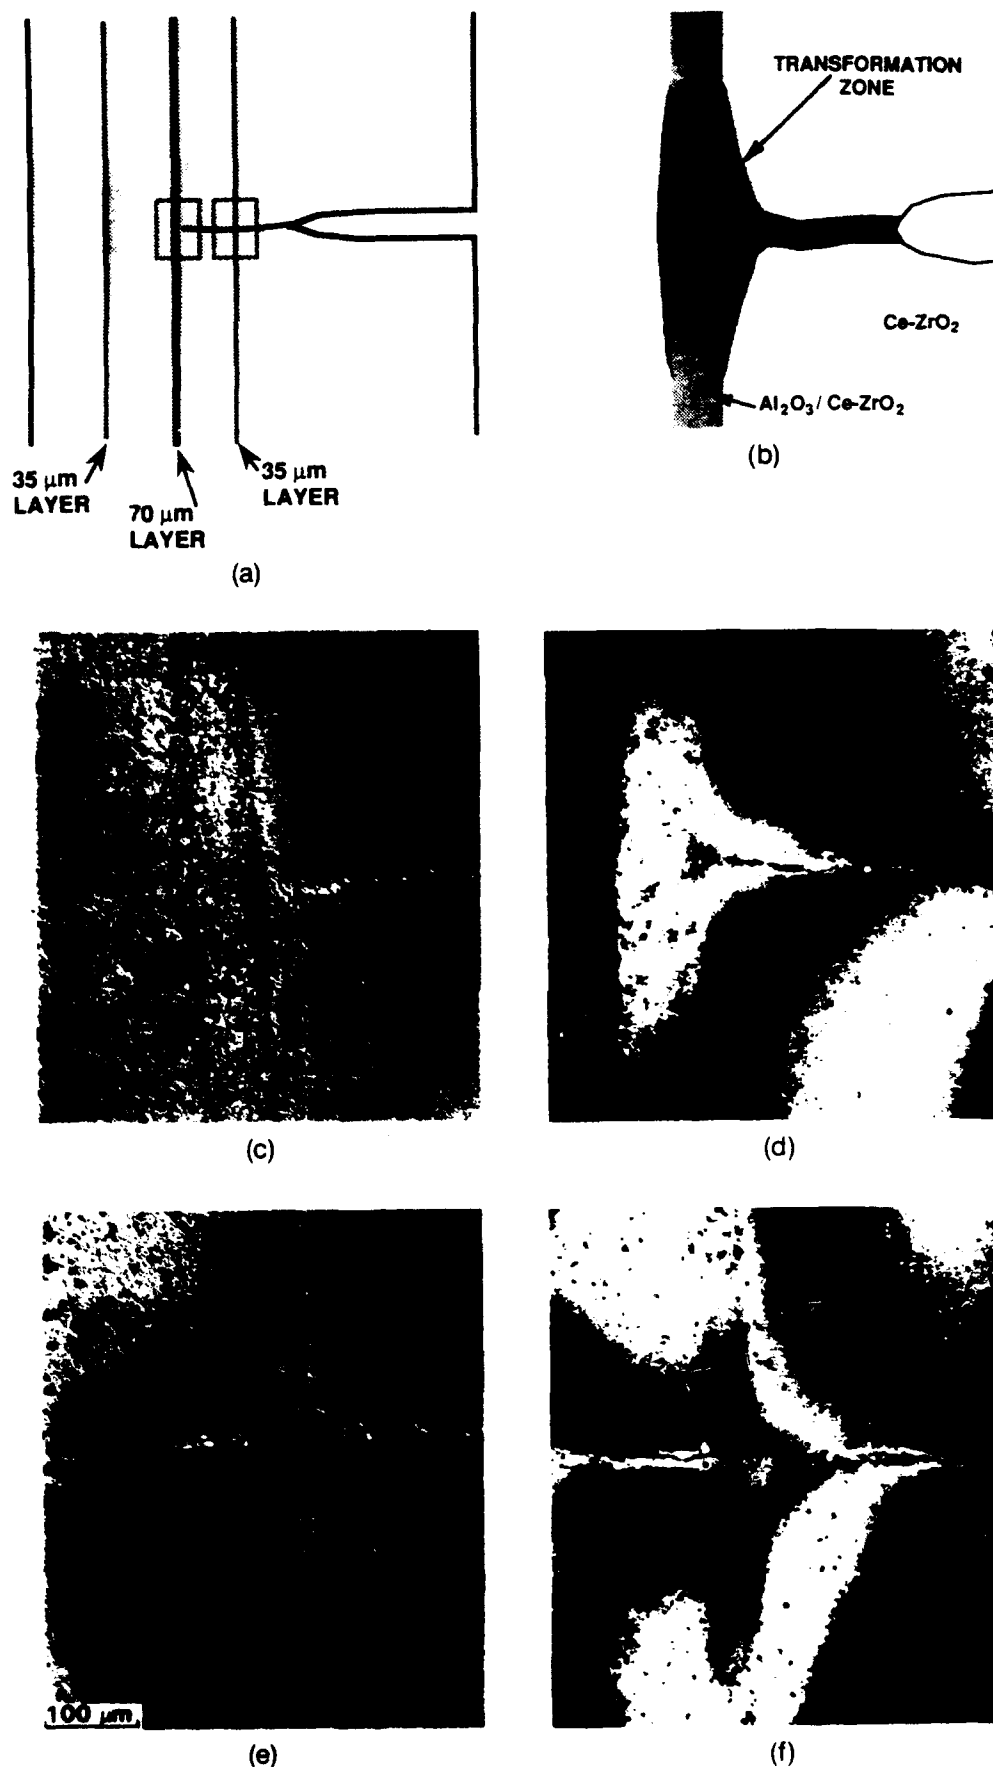 TRANSFORMATION
ZONE
Ce-ZrO₂
Al₂O₃ / Ce-ZrO₂
35 μm
LAYER
70 μm
LAYER
35 μm
LAYER
(a)
(b)
(c)
(d)
100 μm
(e)
(f)